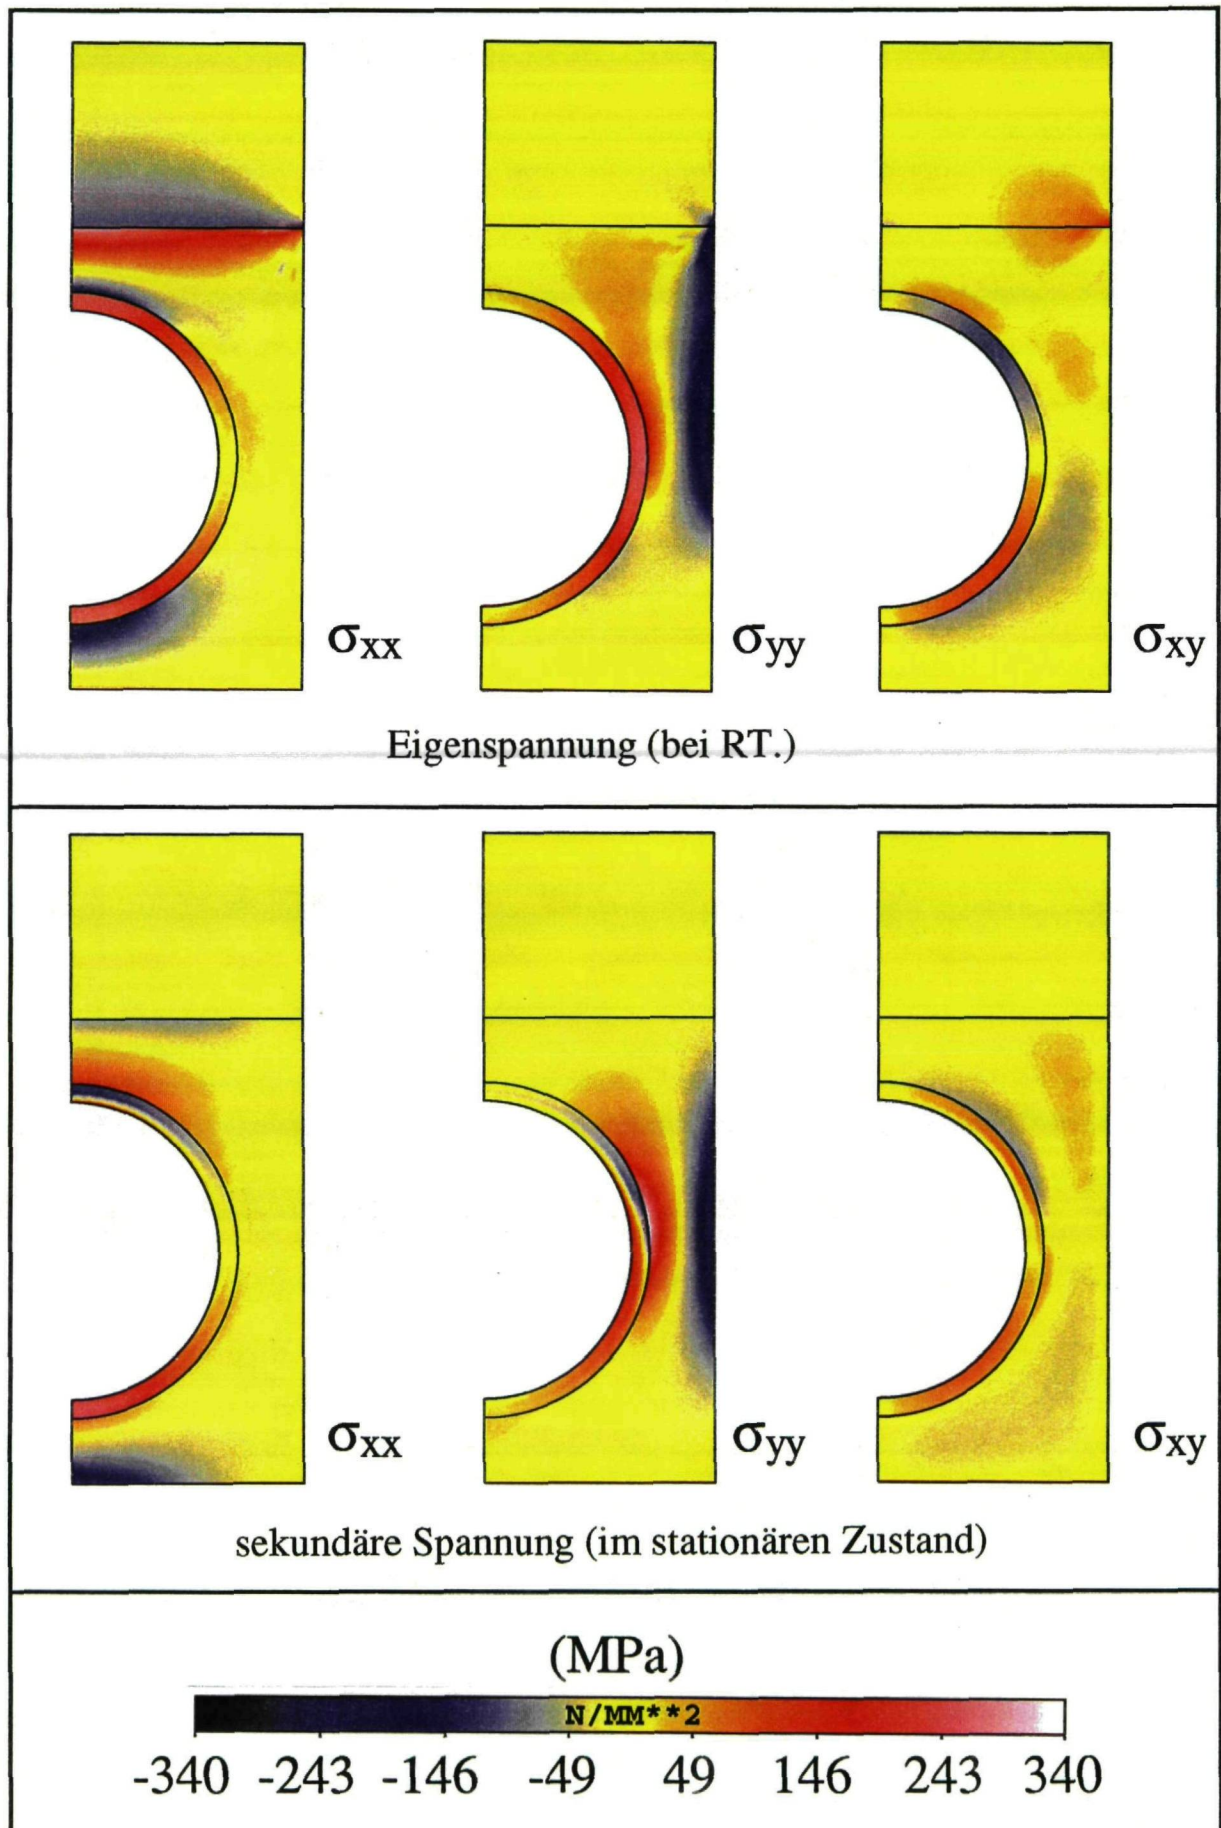 σxx
σyy
σxy
Eigenspannung (bei RT.)
σxx
σyy
σxy
sekundäre Spannung (im stationären Zustand)
(MPa)
N/MM**2
-340 -243 -146 -49 49 146 243 340